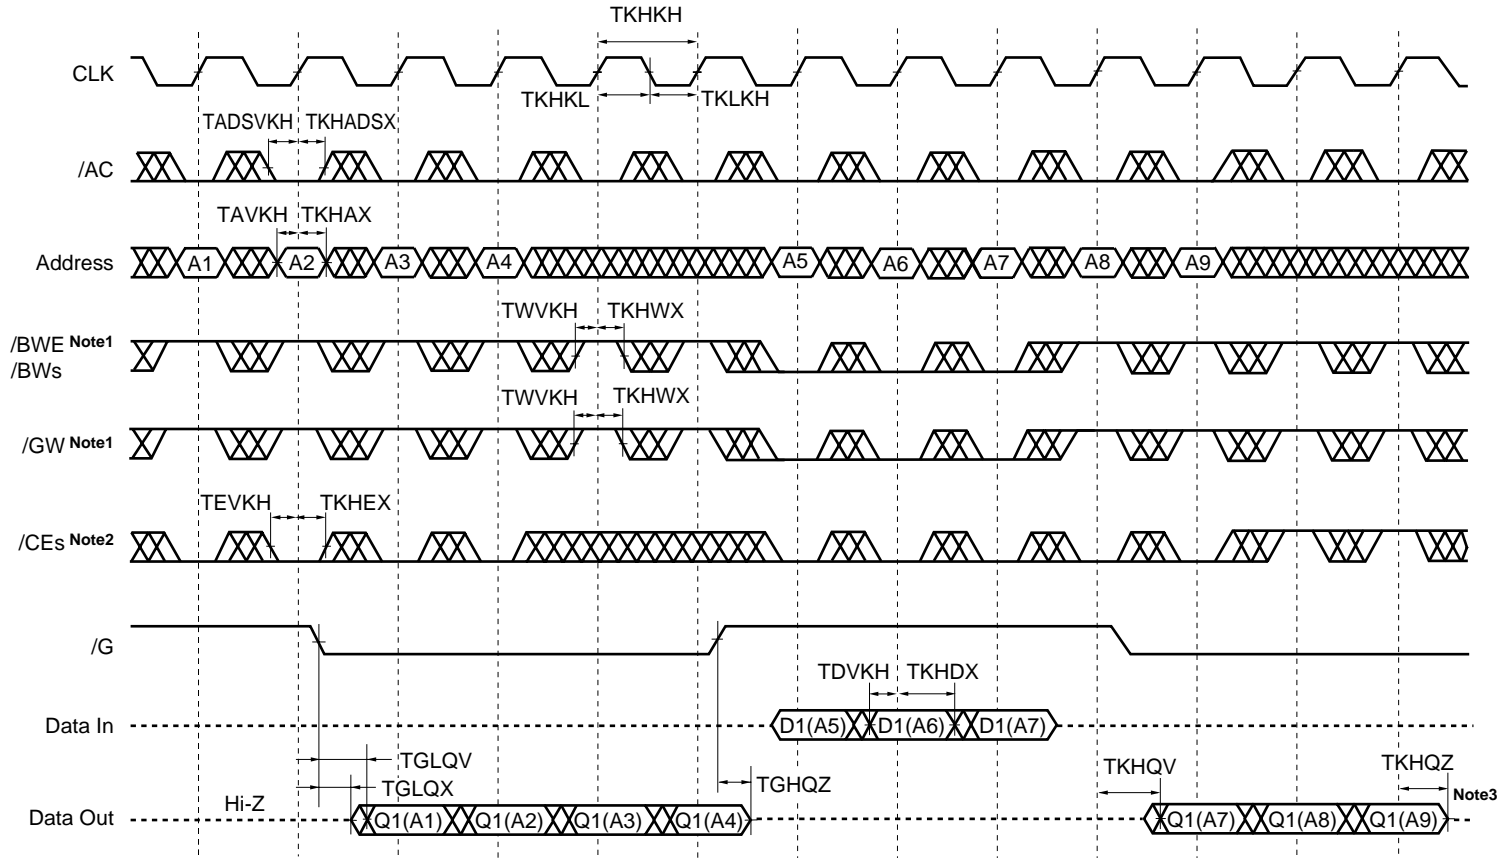 TKHKH
CLK
TKHKL
TKLKH
TADSVKH
TKHADSX
/AC
TAVKH
TKHAX
Address
A1
A2
A3
A4
A5
A6
A7
A8
A9
TWVKH
TKHWX
/BWE Note1
/BWs
TWVKH
TKHWX
/GW Note1
TEVKH
TKHEX
/CEs Note2
/G
TDVKH
TKHDX
Data In
D1(A5)
D1(A6)
D1(A7)
TGLQV
TGLQX
TGHQZ
TKHQV
TKHQZ
Note3
Data Out
Hi-Z
Q1(A1)
Q1(A2)
Q1(A3)
Q1(A4)
Q1(A7)
Q1(A8)
Q1(A9)